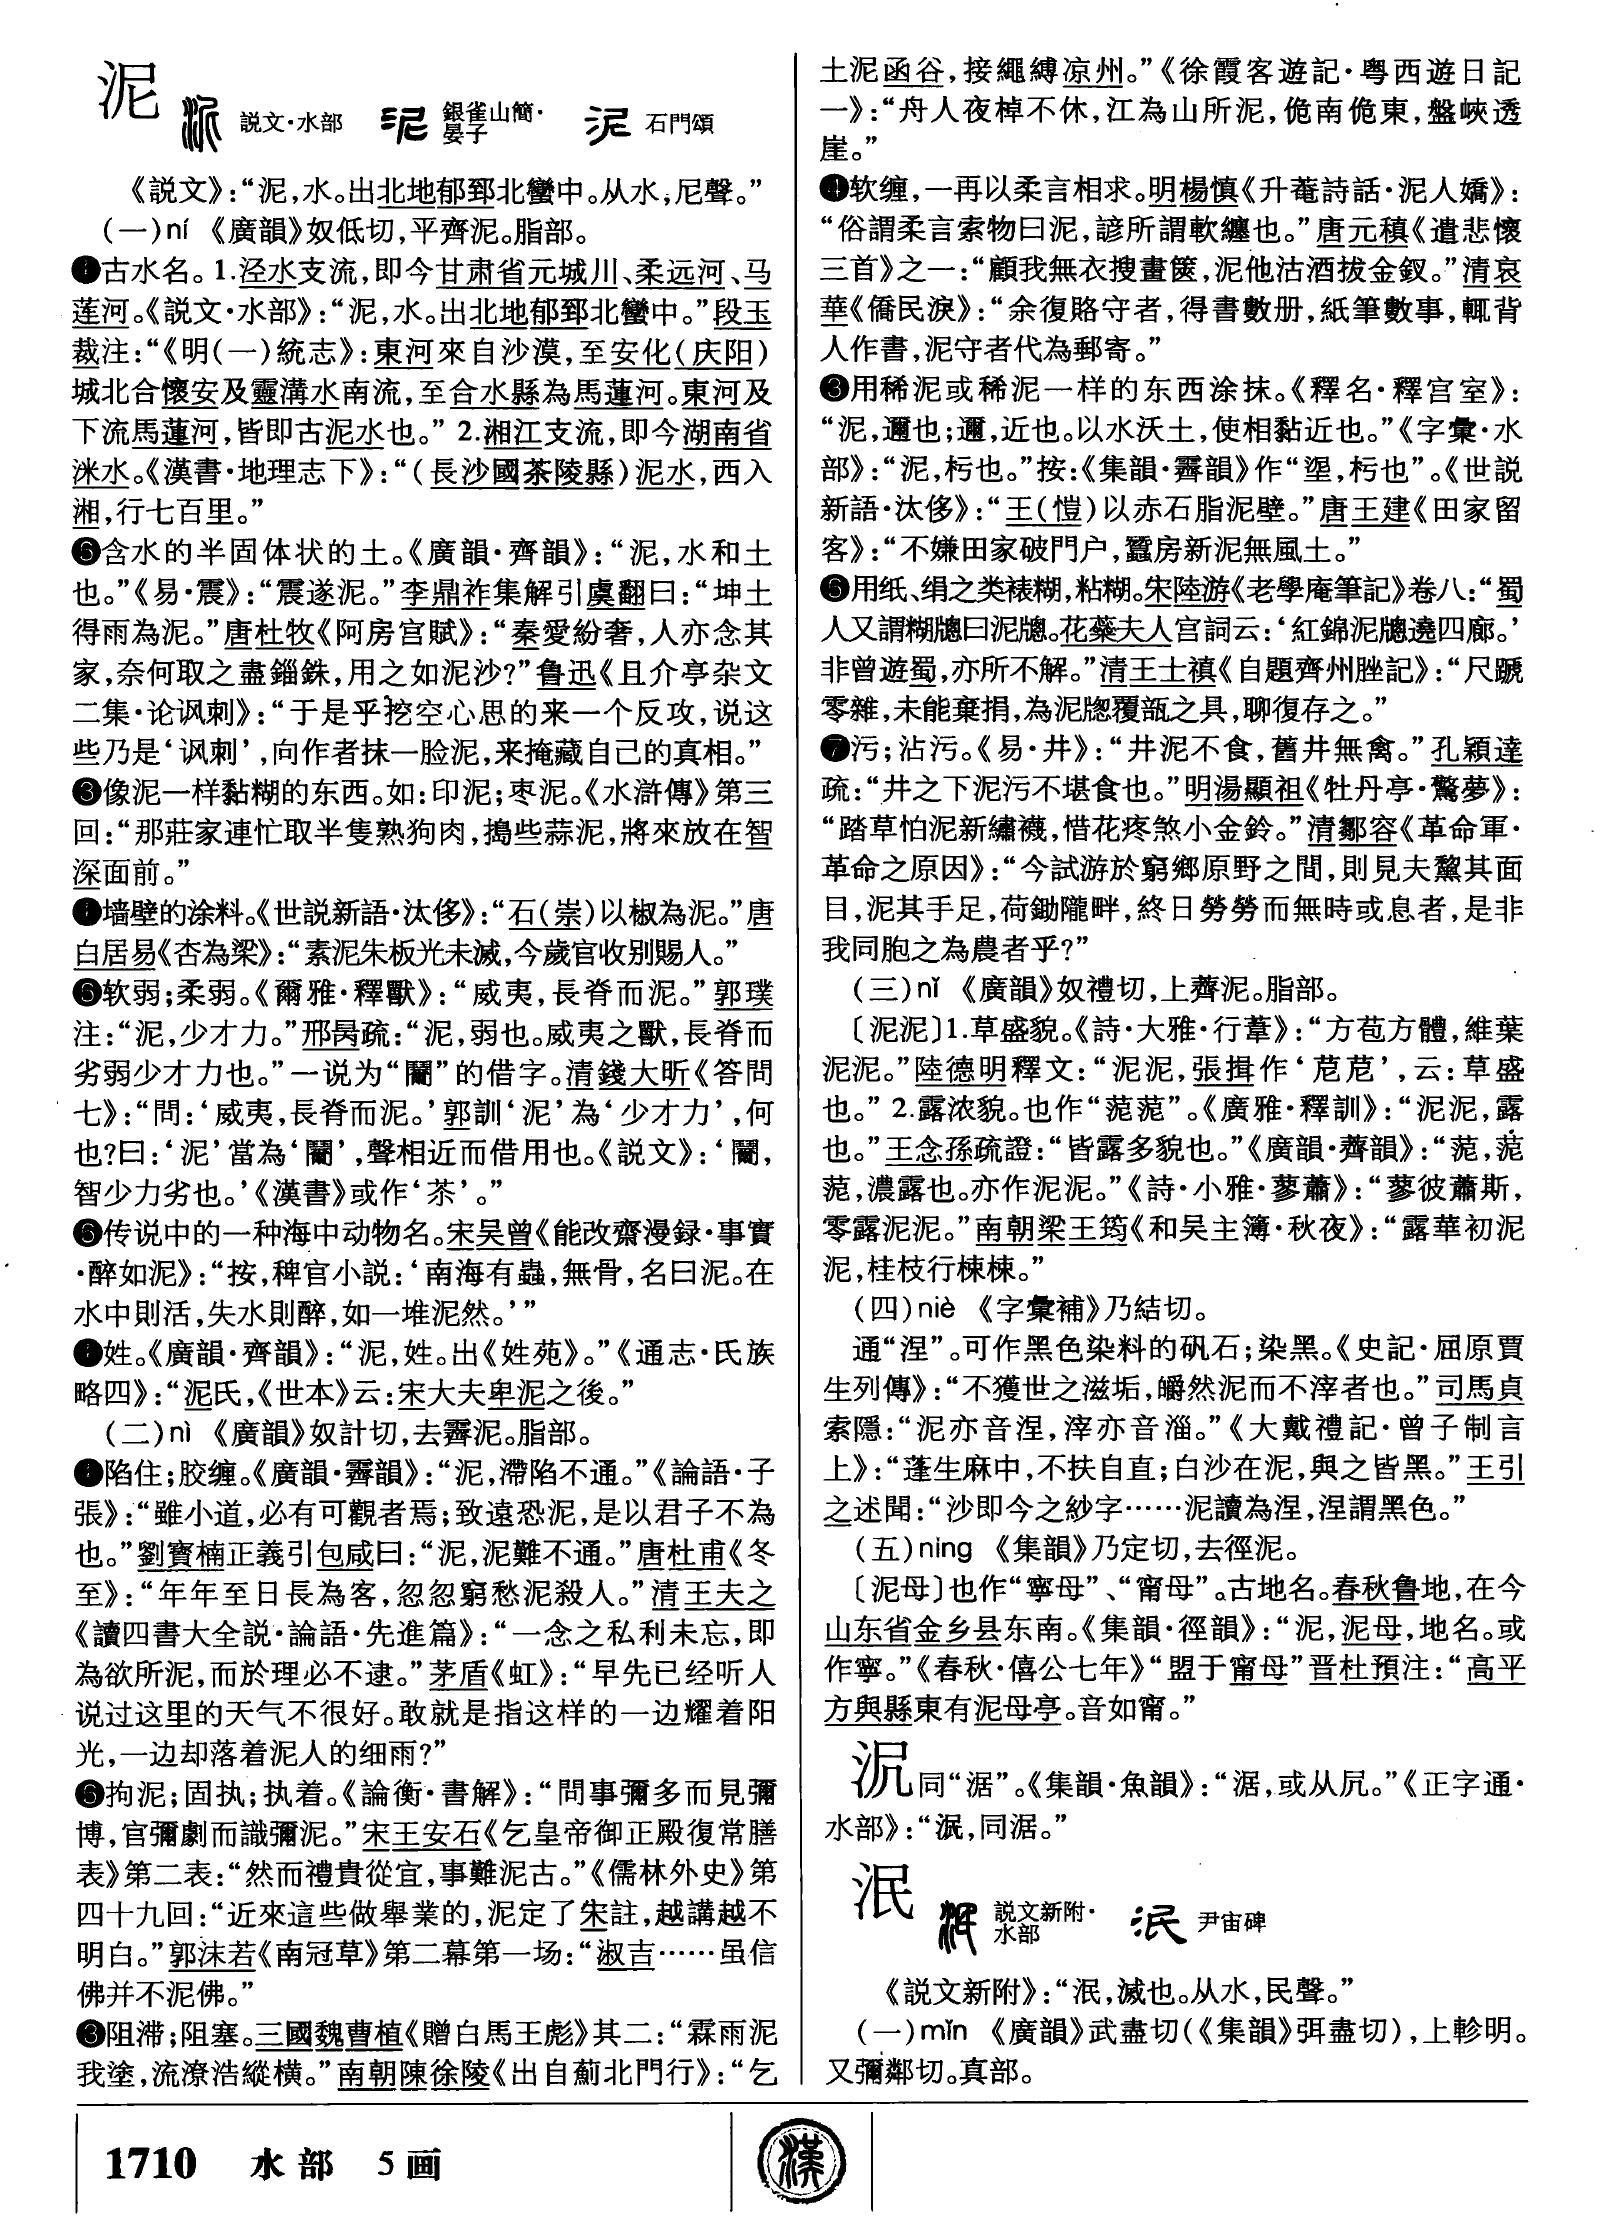 泥
説文·水部
銀雀山簡·
晏子
石門頌
《説文》：“泥，水。出北地郁郅北蠻中。从水，尼聲。”
（一）ní 《廣韻》奴低切，平齊泥。脂部。
❶古水名。1.泾水支流，即今甘肃省元城川、柔远河、马
莲河。《説文·水部》：“泥，水。出北地郁郅北蠻中。”段玉
裁注：“《明（一）統志》：東河來自沙漠，至安化（庆阳）
城北合懷安及靈溝水南流，至合水縣為馬蓮河。東河及
下流馬蓮河，皆即古泥水也。” 2.湘江支流，即今湖南省
洣水。《漢書·地理志下》：“（長沙國茶陵縣）泥水，西入
湘，行七百里。”
含水的半固体状的土。《廣韻·齊韻》：“泥，水和土
也。”《易·震》：“震遂泥。”李鼎祚集解引虞翻曰：“坤土
得雨為泥。”唐杜牧《阿房宫賦》：“秦愛紛奢，人亦念其
家，奈何取之盡錙銖，用之如泥沙？”鲁迅《且介亭杂文
二集·论讽刺》：“于是乎挖空心思的来一个反攻，说这
些乃是‘讽刺’，向作者抹一脸泥，来掩藏自己的真相。”
❸像泥一样黏糊的东西。如：印泥；枣泥。《水滸傳》第三
回：“那莊家連忙取半隻熟狗肉，搗些蒜泥，將來放在智
深面前。”
墙壁的涂料。《世説新語·汰侈》：“石（崇）以椒為泥。”唐
白居易《杏為梁》：“素泥朱板光未滅，今歲官收别賜人。”
❺软弱；柔弱。《爾雅·釋獸》：“威夷，長脊而泥。”郭璞
注：“泥，少才力。”邢昺疏：“泥，弱也。威夷之獸，長脊而
劣弱少才力也。”一说为“闟”的借字。清錢大昕《答問
七》：“問：‘威夷，長脊而泥。’郭訓‘泥’為‘少才力’，何
也？曰：‘泥’當為‘’，聲相近而借用也。《説文》：‘，
智少力劣也。’《漢書》或作‘苶’。”
❻传说中的一种海中动物名。宋吴曾《能改齋漫録·事實
·醉如泥》：“按，稗官小説：‘南海有蟲，無骨，名曰泥。在
水中則活，失水則醉，如一堆泥然。’”
姓。《廣韻·齊韻》：“泥，姓。出《姓苑》。”《通志·氏族
略四》：“泥氏，《世本》云：宋大夫卑泥之後。”
（二）nì 《廣韻》奴計切，去霽泥。脂部。
陷住；胶缠。《廣韻·霽韻》：“泥，滯陷不通。”《論語·子
張》：“雖小道，必有可觀者焉；致遠恐泥，是以君子不為
也。”劉寶楠正義引包咸曰：“泥，泥難不通。”唐杜甫《冬
至》：“年年至日長為客，忽忽窮愁泥殺人。”清王夫之
《讀四書大全説·論語·先進篇》：“一念之私利未忘，即
為欲所泥，而於理必不逮。”茅盾《虹》：“早先已经听人
说过这里的天气不很好。敢就是指这样的一边耀着阳
光，一边却落着泥人的细雨？”
拘泥；固执；执着。《論衡·書解》：“問事彌多而見彌
博，官彌劇而識彌泥。”宋王安石《乞皇帝御正殿復常膳
表》第二表：“然而禮貴從宜，事難泥古。”《儒林外史》第
四十九回：“近來這些做舉業的，泥定了朱註，越講越不
明白。”郭沫若《南冠草》第二幕第一场：“淑吉……虽信
佛并不泥佛。”
❸阻滞；阻塞。三國魏曹植《贈白馬王彪》其二：“霖雨泥
我塗，流潦浩縱横。”南朝陳徐陵《出自薊北門行》：“乞
土泥函谷，接繩縛凉州。”《徐霞客遊記·粤西遊日記
一》：“舟人夜棹不休，江為山所泥，佹南佹東，盤峽透
崖。”
❹软缠，一再以柔言相求。明楊慎《升菴詩話·泥人嬌》：
“俗謂柔言索物曰泥，諺所謂軟纏也。”唐元稹《遣悲懷
三首》之一：“顧我無衣搜畫篋，泥他沽酒拔金釵。”清哀
華《僑民淚》：“余復賂守者，得書數册，紙筆數事，輒背
人作書，泥守者代為郵寄。”
用稀泥或稀泥一样的东西涂抹。《釋名·釋宫室》：
“泥，邇也；邇，近也。以水沃土，使相黏近也。”《字彙·水
部》：“泥，杇也。”按：《集韻·霽韻》作“埿，杇也”。《世説
新語·汰侈》：“王（愷）以赤石脂泥壁。”唐王建《田家留
客》：“不嫌田家破門户，蠶房新泥無風土。”
❻用纸、绢之类裱糊，粘糊。宋陸游《老學庵筆記》卷八：“蜀
人又謂糊牕曰泥牕。花蘂夫人宫詞云：‘紅錦泥牕遶四廊。’
非曾遊蜀，亦所不解。”清王士禛《自題齊州脞記》：“尺蹏
零雜，未能棄捐，為泥牎覆瓿之具，聊復存之。”
❼污；沾污。《易·井》：“井泥不食，舊井無禽。”孔穎達
疏：“井之下泥污不堪食也。”明湯顯祖《牡丹亭·驚夢》：
“踏草怕泥新繡襪，惜花疼煞小金鈴。”清鄒容《革命軍·
革命之原因》：“今試游於窮鄉原野之間，則見夫黧其面
目，泥其手足，荷鋤隴畔，終日勞勞而無時或息者，是非
我同胞之為農者乎？”
（三）nǐ 《廣韻》奴禮切，上薺泥。脂部。
〔泥泥〕1.草盛貌。《詩·大雅·行葦》：“方苞方體，維葉
泥泥。”陸德明釋文：“泥泥，張揖作‘苨苨’，云：草盛
也。” 2.露浓貌。也作“萢萢”。《廣雅·釋訓》：“泥泥，露
也。”王念孫疏證：“皆露多貌也。”《廣韻·薺韻》：“，
，濃露也。亦作泥泥。”《詩·小雅·蓼蕭》：“蓼彼蕭斯，
零露泥泥。”南朝梁王筠《和吴主簿·秋夜》：“露華初泥
泥，桂枝行棟棟。”
（四）niè 《字彙補》乃結切。
通“涅”。可作黑色染料的矾石；染黑。《史記·屈原賈
生列傳》：“不獲世之滋垢，皭然泥而不滓者也。”司馬貞
索隱：“泥亦音涅，滓亦音淄。”《大戴禮記·曾子制言
上》：“蓬生麻中，不扶自直；白沙在泥，與之皆黑。”王引
之述聞：“沙即今之紗字……泥讀為涅，涅謂黑色。”
（五）nìng 《集韻》乃定切，去徑泥。
〔泥母〕也作“寧母”、“甯母”。古地名。春秋鲁地，在今
山东省金乡县东南。《集韻·徑韻》：“泥，泥母，地名。或
作寧。”《春秋·僖公七年》“盟于甯母”晋杜預注：“高平
方與縣東有泥母亭。音如甯。”
泦同“涺”。《集韻·魚韻》：“涺，或从凥。”《正字通·
水部》：“，同涺。”
泯
説文新附·
水部
尹宙碑
《説文新附》：“泯，滅也。从水，民聲。”
（一）mǐn 《廣韻》武盡切（《集韻》弭盡切），上軫明。
又彌鄰切。真部。
1710 水部 5画
漢